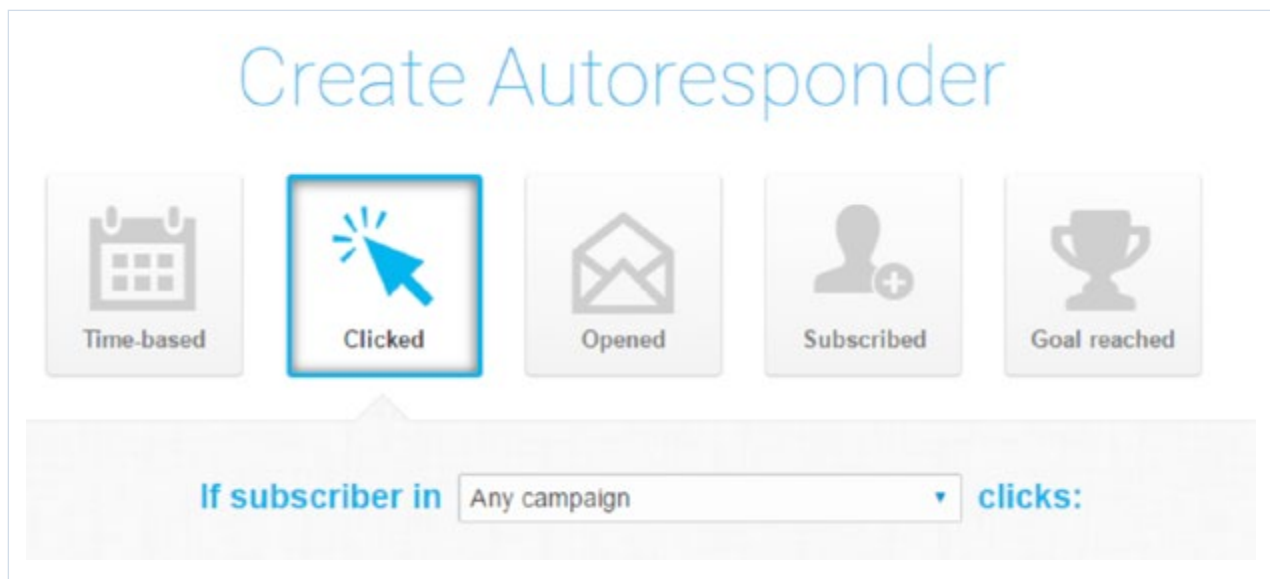 Create Autoresponder
Time-based Clicked Opened Subscribed Goal reached
If subscriber in Any campaign clicks: